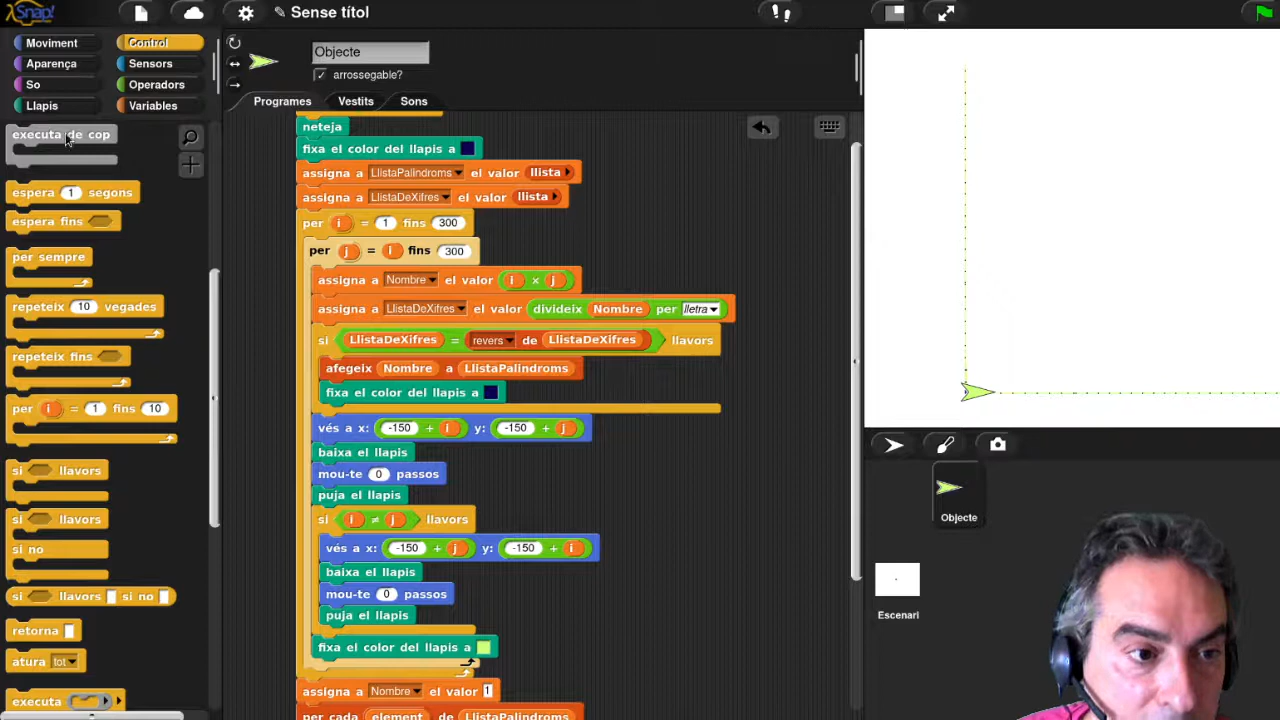 Snap!
Sense títol
Moviment
Control
Aparença
Sensors
So
Operadors
Llapis
Variables
executa de cop
espera 1 segons
espera fins
per sempre
repeteix 10 vegades
repeteix fins
per i = 1 fins 10
si llavors
si llavors
si no
si llavors si no
retorna
atura tot
executa
Objecte
arrossegable?
Programes
Vestits
Sons
neteja
fixa el color del llapis a
assigna a LlistaPalindroms el valor llista
assigna a LlistaDeXifres el valor llista
per i = 1 fins 300
per j = i fins 300
assigna a Nombre el valor i × j
assigna a LlistaDeXifres el valor divideix Nombre per lletra
si LlistaDeXifres = revers de LlistaDeXifres llavors
afegeix Nombre a LlistaPalindroms
fixa el color del llapis a
vés a x: -150 + i y: -150 + j
baixa el llapis
mou-te 0 passos
puja el llapis
si i ≠ j llavors
vés a x: -150 + j y: -150 + i
baixa el llapis
mou-te 0 passos
puja el llapis
fixa el color del llapis a
assigna a Nombre el valor 1
per cada element de LlistaPalindroms
Objecte
Escenari